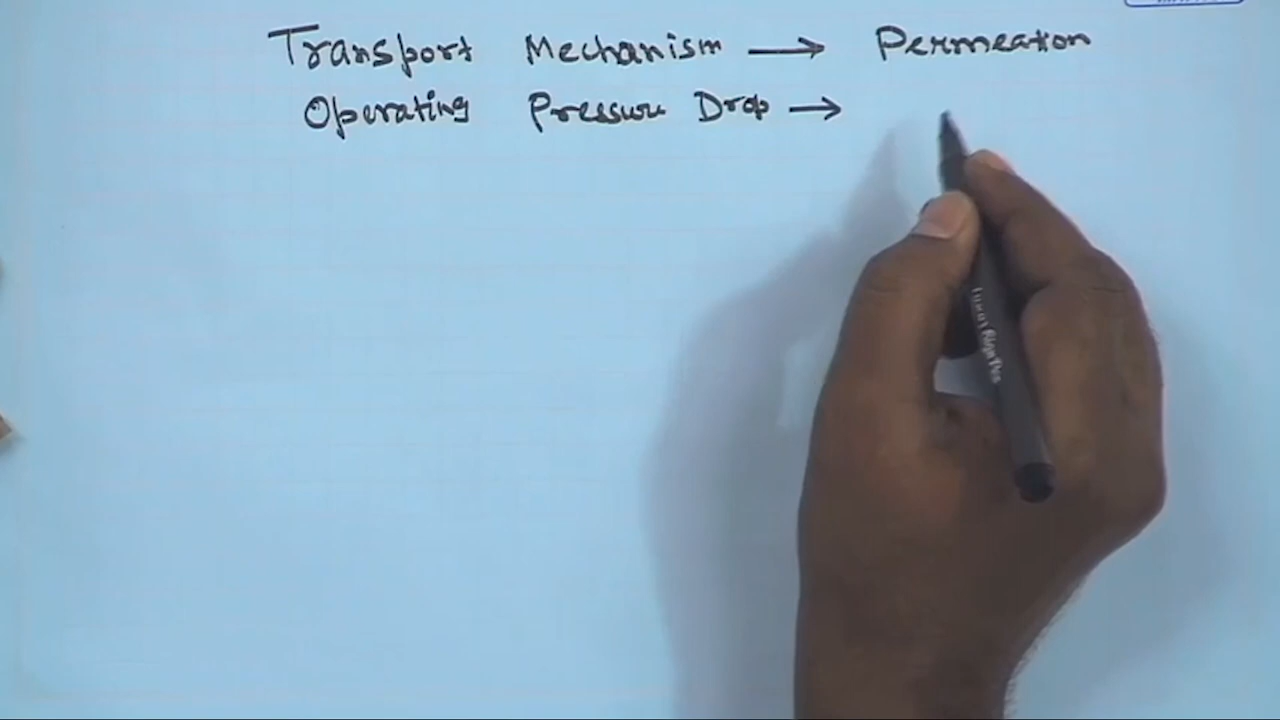 Transport Mechanism → Permeation
Operating Pressure Drop →